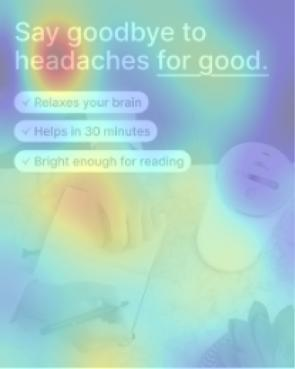 Say goodbye to
headaches for good.
✓ Relaxes your brain
✓ Helps in 30 minutes
✓ Bright enough for reading